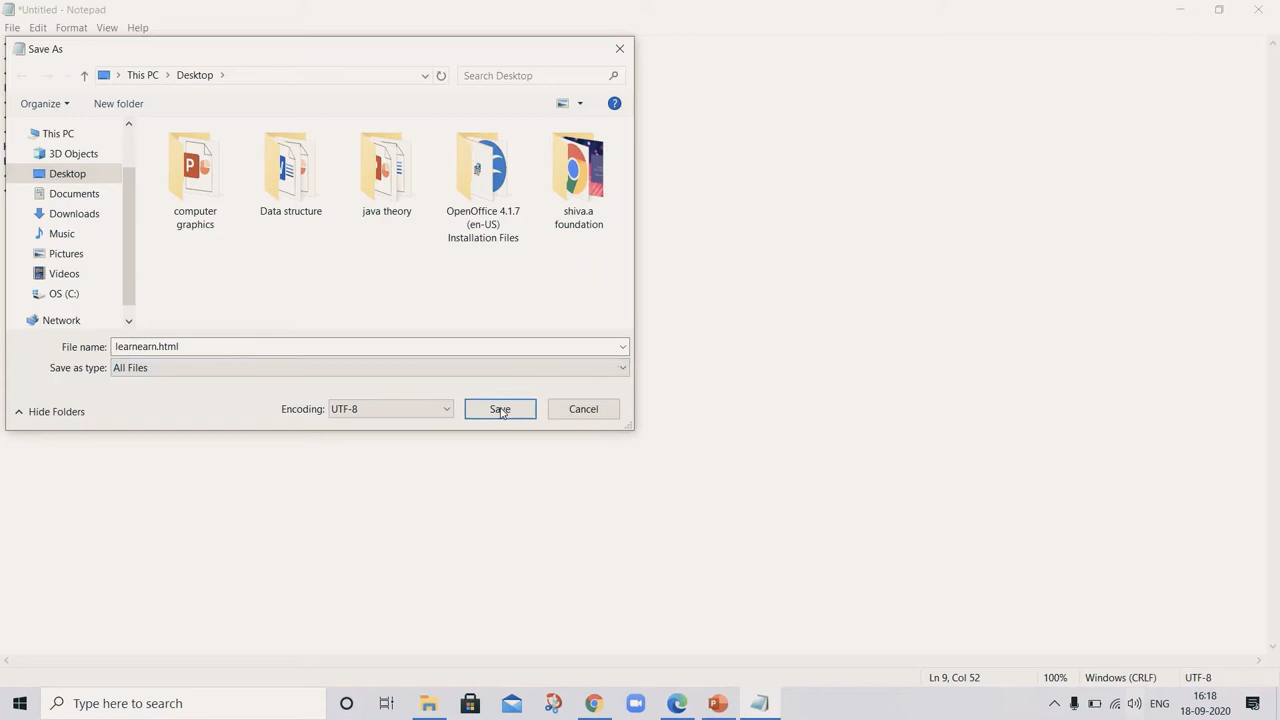 *Untitled - Notepad
File Edit Format View Help
Save As
This PC Desktop
Search Desktop
Organize New folder
This PC
3D Objects
Desktop
Documents
Downloads
Music
Pictures
Videos
OS (C:)
Network
computer
graphics
Data structure
java theory
OpenOffice 4.1.7
(en-US)
Installation Files
shiva.a
foundation
File name: learnearn.html
Save as type: All Files
Hide Folders
Encoding: UTF-8
Save
Cancel
Ln 9, Col 52
100%
Windows (CRLF)
UTF-8
Type here to search
ENG
16:18
18-09-2020